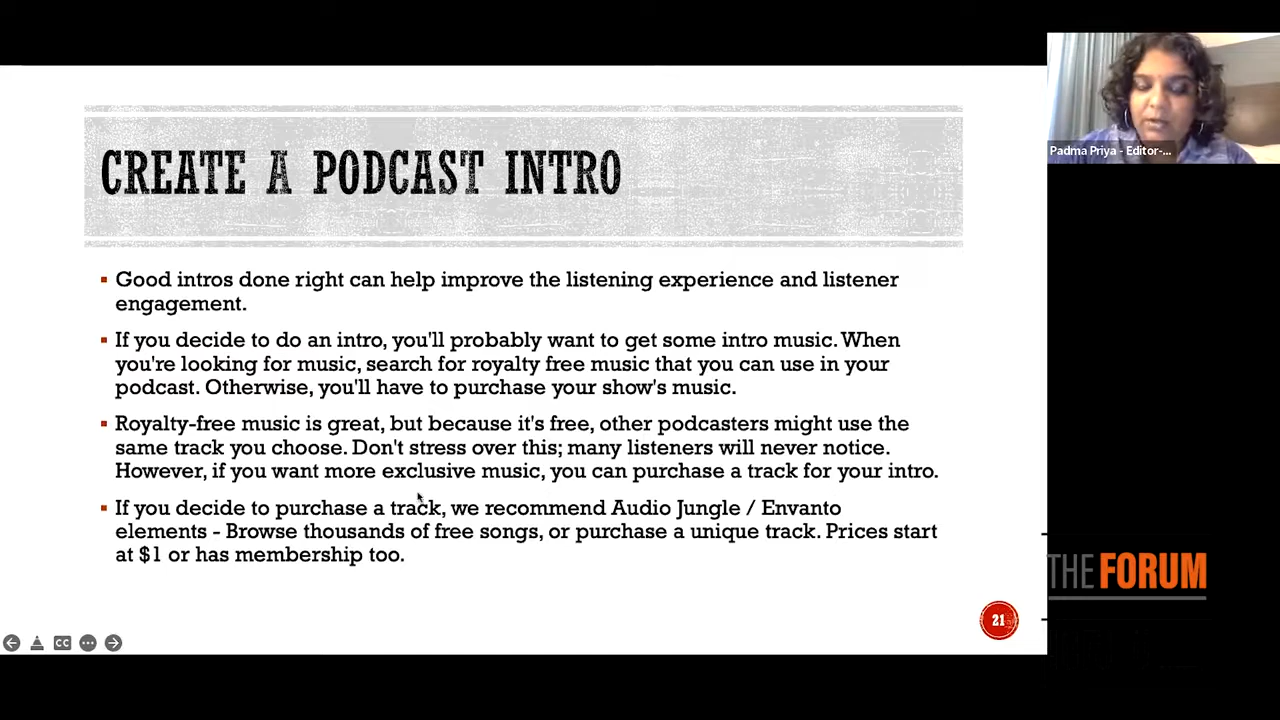 CREATE A PODCAST INTRO
Good intros done right can help improve the listening experience and listener
engagement.
If you decide to do an intro, you'll probably want to get some intro music. When
you're looking for music, search for royalty free music that you can use in your
podcast. Otherwise, you'll have to purchase your show's music.
Royalty-free music is great, but because it's free, other podcasters might use the
same track you choose. Don't stress over this; many listeners will never notice.
However, if you want more exclusive music, you can purchase a track for your intro.
If you decide to purchase a track, we recommend Audio Jungle / Envanto
elements - Browse thousands of free songs, or purchase a unique track. Prices start
at $1 or has membership too.
21
CC
Padma Priya - Editor-...
THE FORUM